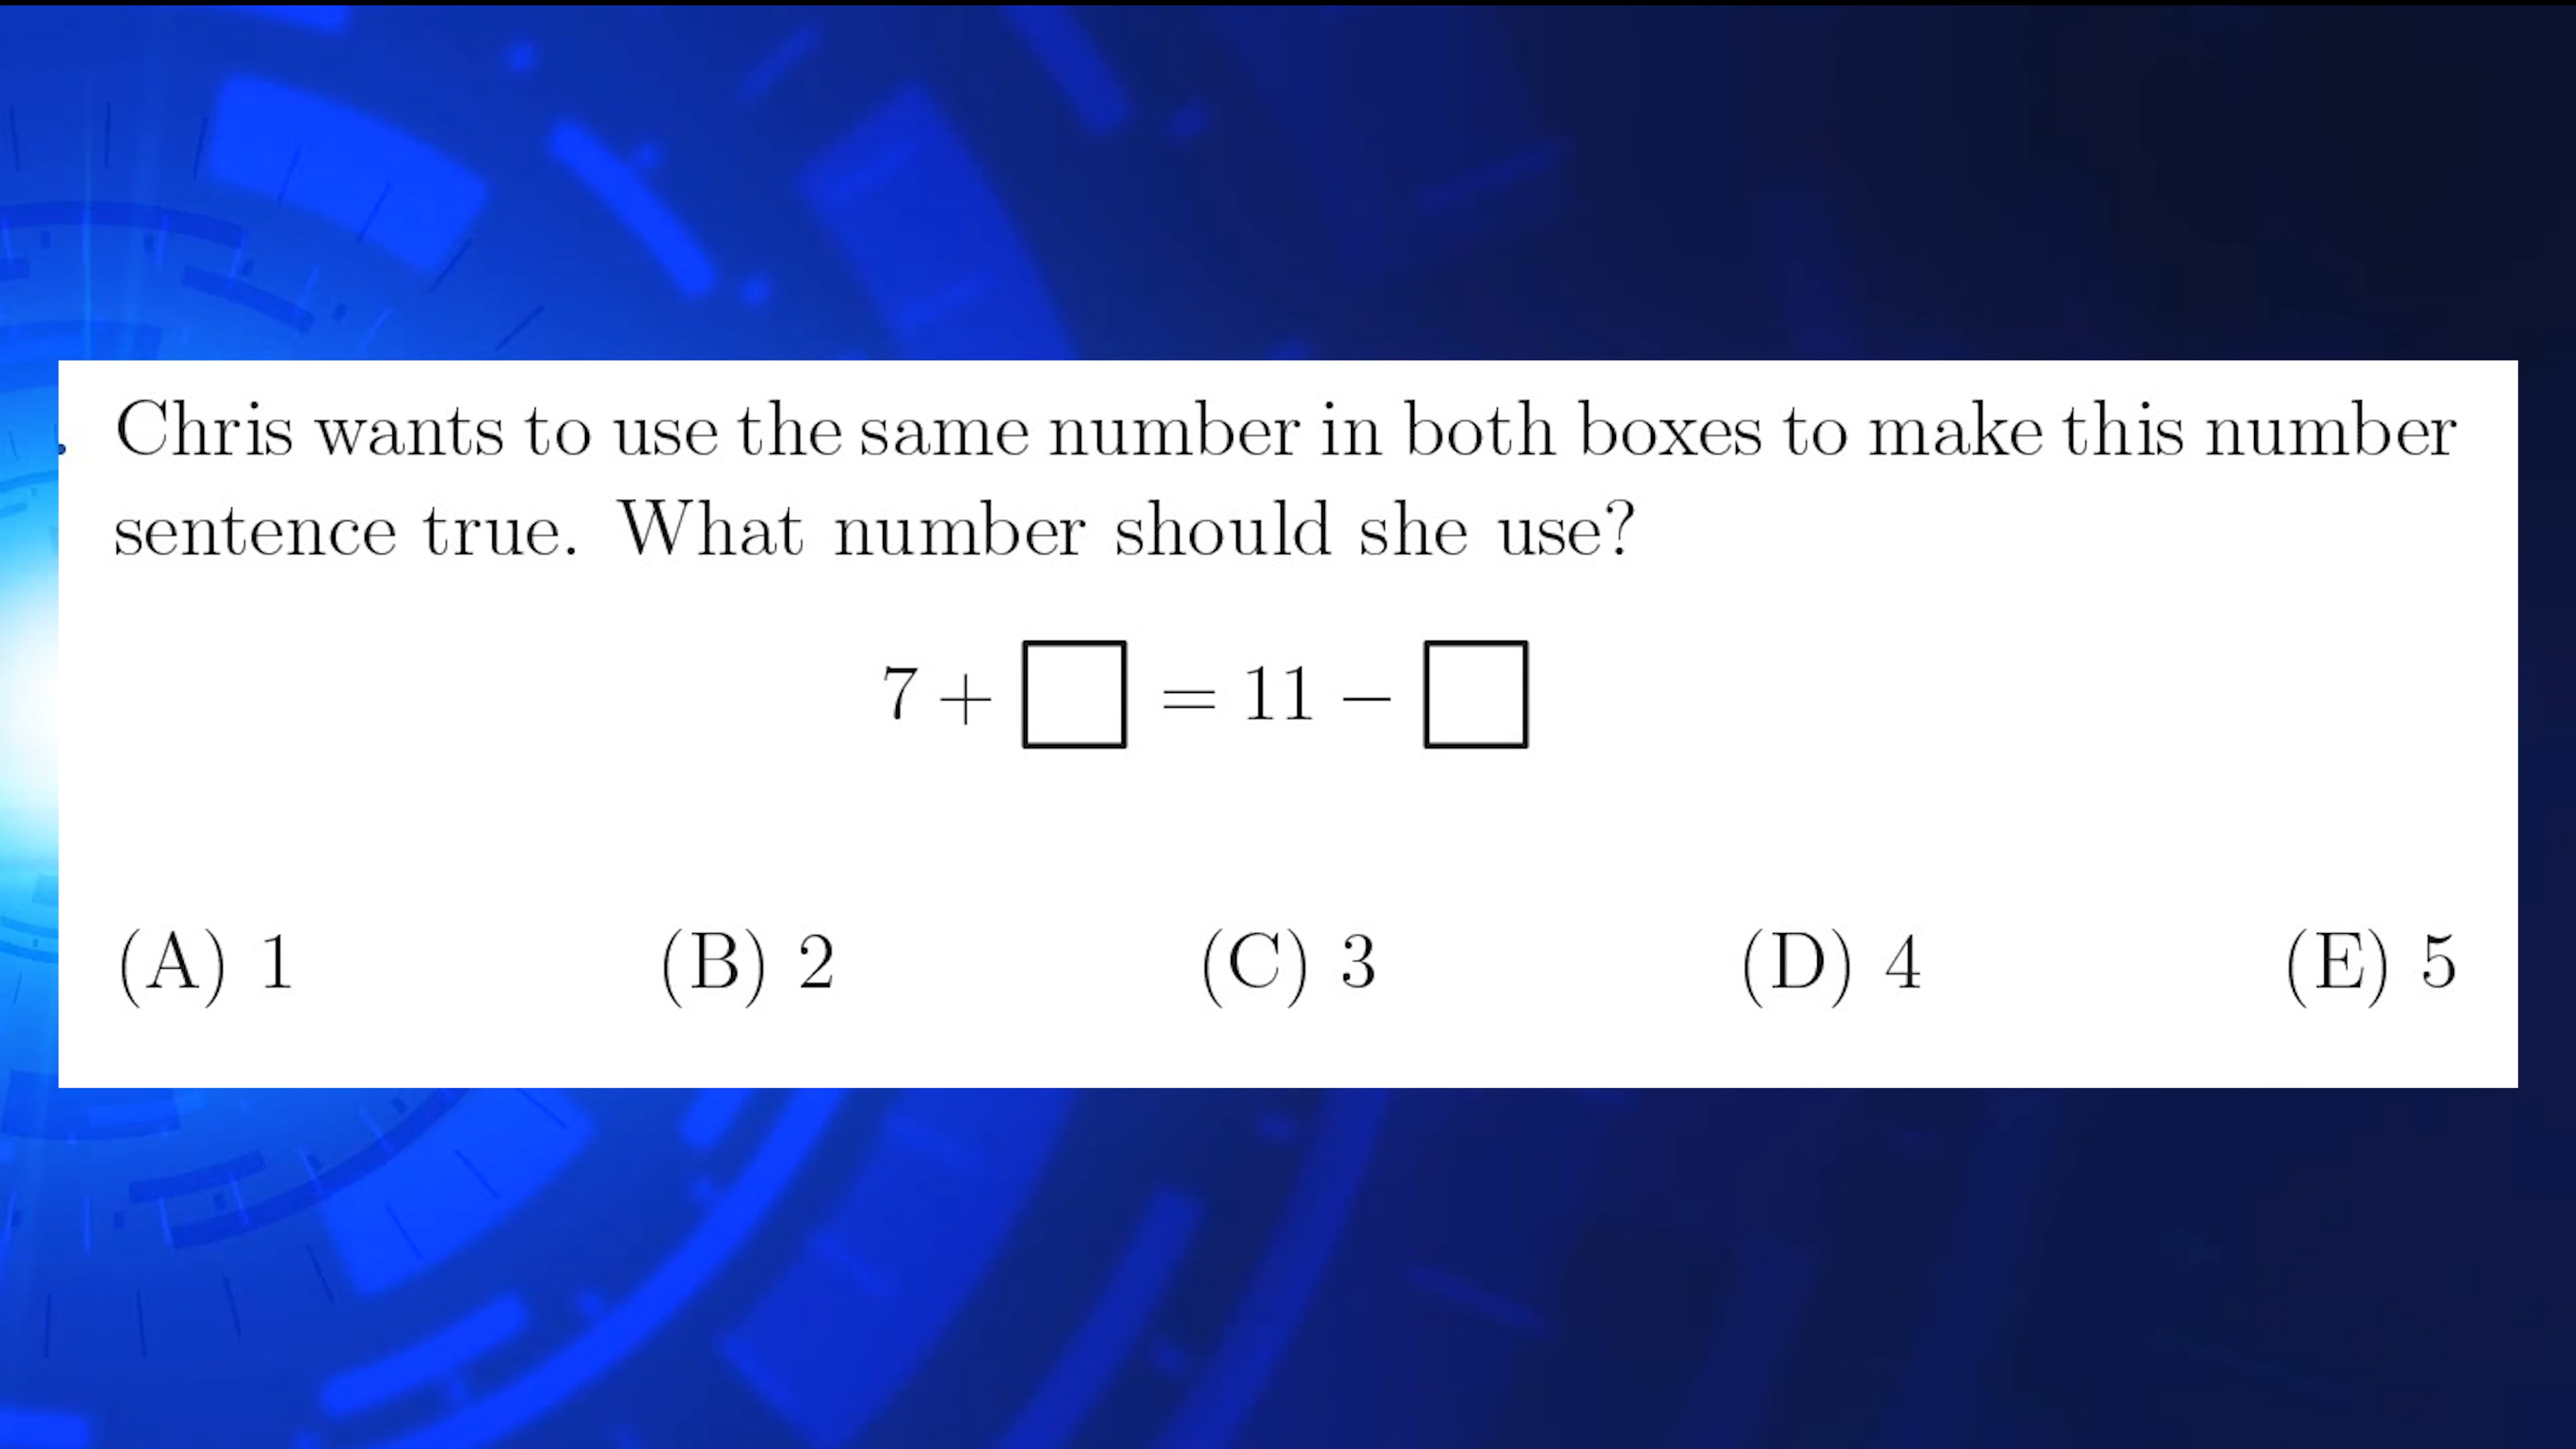 Chris wants to use the same number in both boxes to make this number
sentence true. What number should she use?
7 + □ = 11 − □
(A) 1 (B) 2 (C) 3 (D) 4 (E) 5